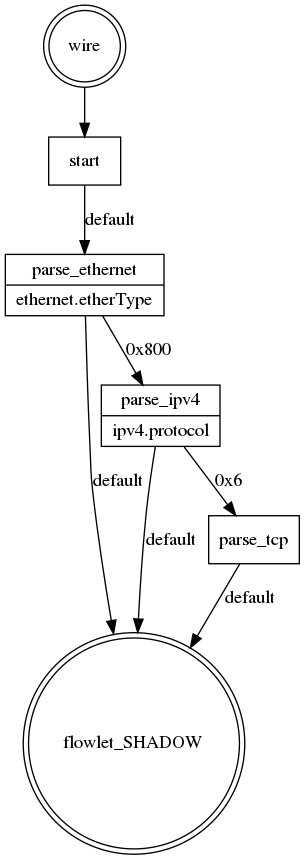 wire
start
default
parse_ethernet
ethernet.etherType
0x800
parse_ipv4
ipv4.protocol
default
default
0x6
parse_tcp
default
flowlet_SHADOW